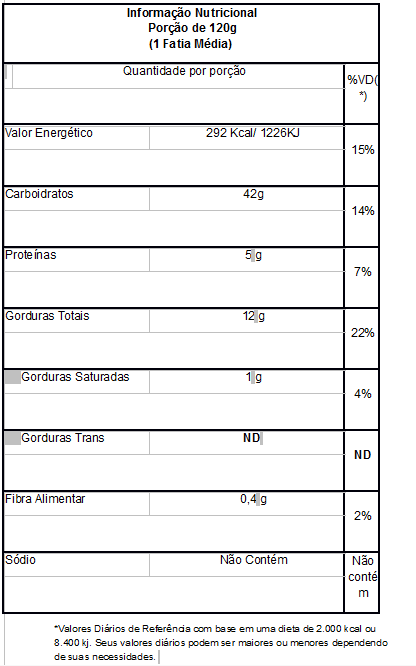 Informação Nutricional
Porção de 120g
(1 Fatia Média)
Quantidade por porção
%VD(
*)
Valor Energético 292 Kcal/ 1226KJ
15%
Carboidratos 42g
14%
Proteínas 5 g
7%
Gorduras Totais 12 g
22%
Gorduras Saturadas 1 g
4%
Gorduras Trans ND
ND
Fibra Alimentar 0,4 g
2%
Sódio Não Contém Não
conté
m
*Valores Diários de Referência com base em uma dieta de 2.000 kcal ou
8.400 kj. Seus valores diários podem ser maiores ou menores dependendo
de suas necessidades.